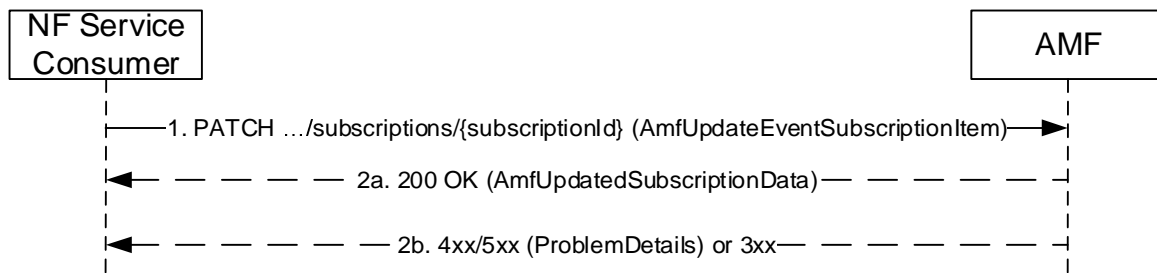 NF Service
Consumer
AMF
1. PATCH …/subscriptions/{subscriptionId} (AmfUpdateEventSubscriptionItem)
2a. 200 OK (AmfUpdatedSubscriptionData)
2b. 4xx/5xx (ProblemDetails) or 3xx